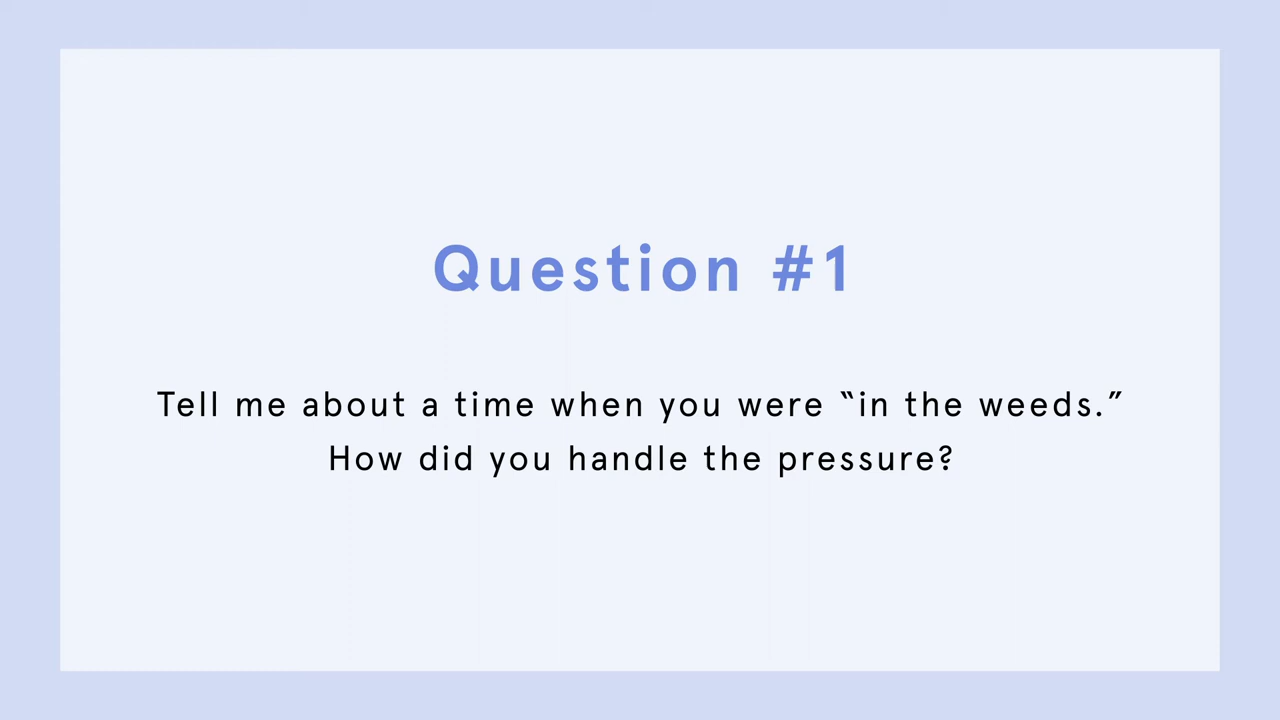 Question #1
Tell me about a time when you were “in the weeds.”
How did you handle the pressure?